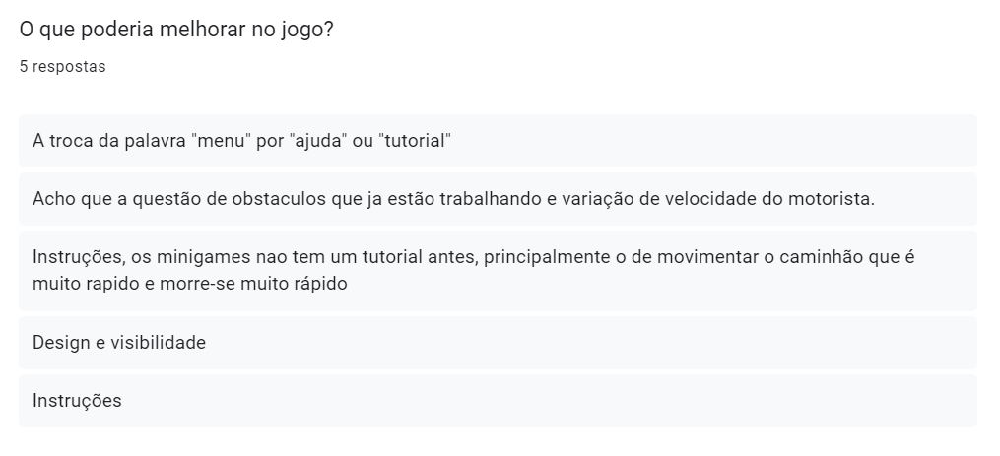 O que poderia melhorar no jogo?
5 respostas
A troca da palavra "menu" por "ajuda" ou "tutorial"
Acho que a questão de obstaculos que ja estão trabalhando e variação de velocidade do motorista.
Instruções, os minigames nao tem um tutorial antes, principalmente o de movimentar o caminhão que é
muito rapido e morre-se muito rápido
Design e visibilidade
Instruções